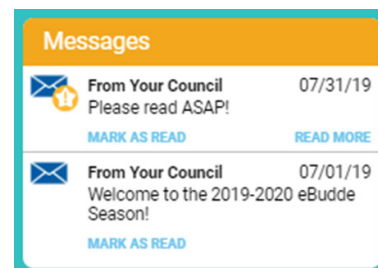 Messages
From Your Council 07/31/19
Please read ASAP!
MARK AS READ READ MORE
From Your Council 07/01/19
Welcome to the 2019-2020 eBudde
Season!
MARK AS READ